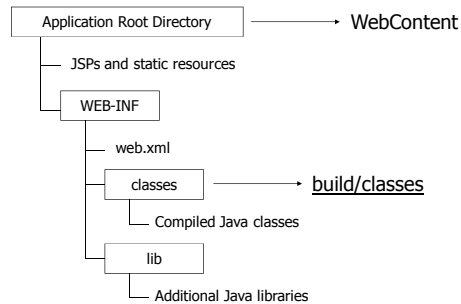 Application Root Directory
WebContent
JSPs and static resources
WEB-INF
web.xml
classes
build/classes
Compiled Java classes
lib
Additional Java libraries